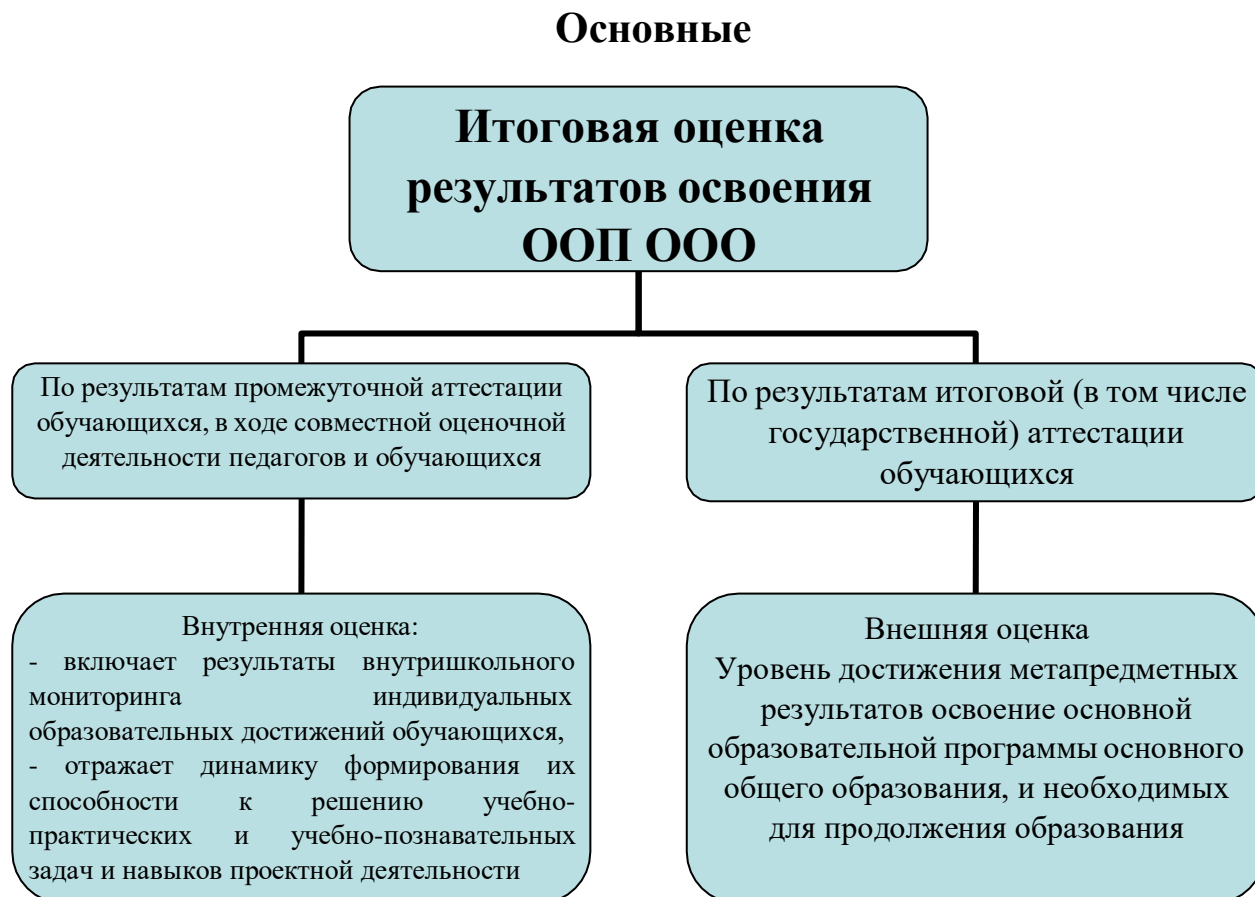 Основные
Итоговая оценка
результатов освоения
ООП ООО
По результатам промежуточной аттестации
обучающихся, в ходе совместной оценочной
деятельности педагогов и обучающихся
По результатам итоговой (в том числе
государственной) аттестации
обучающихся
Внутренняя оценка:
- включает результаты внутришкольного
мониторинга индивидуальных
образовательных достижений обучающихся,
- отражает динамику формирования их
способности к решению учебно-
практических и учебно-познавательных
задач и навыков проектной деятельности
Внешняя оценка
Уровень достижения метапредметных
результатов освоение основной
образовательной программы основного
общего образования, и необходимых
для продолжения образования